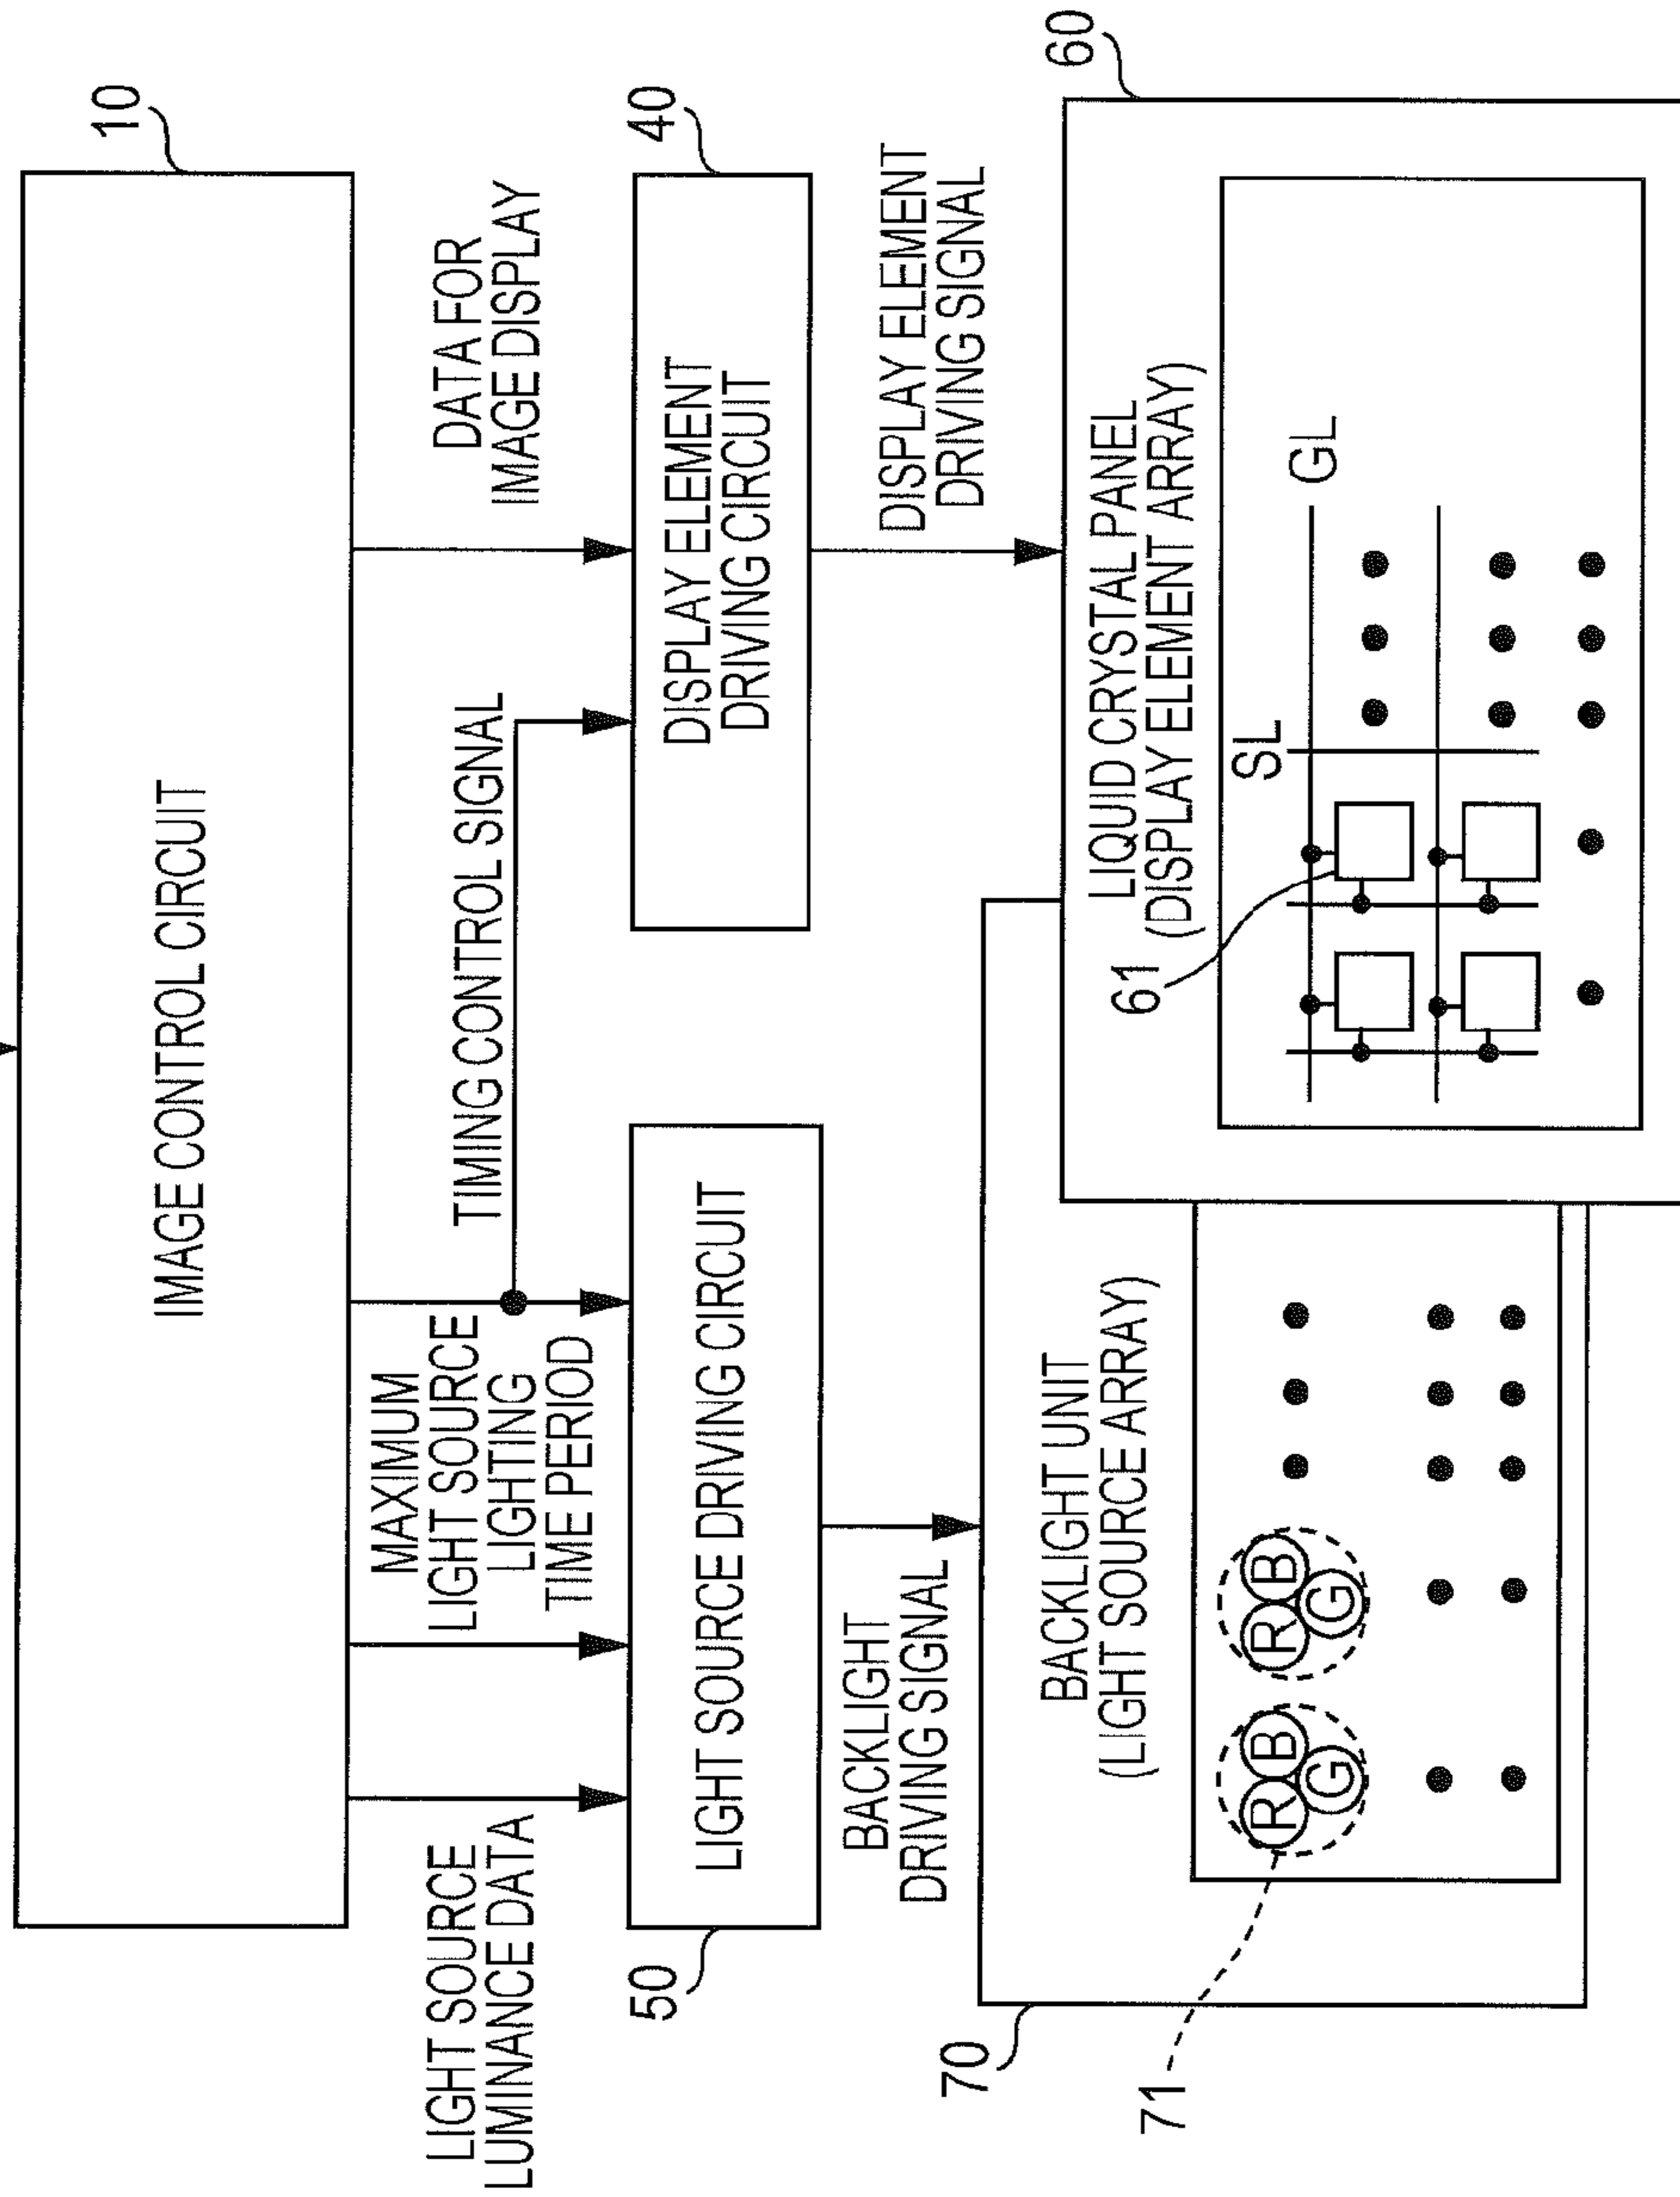 10
IMAGE CONTROL CIRCUIT
LIGHT SOURCE
LUMINANCE DATA
MAXIMUM
LIGHT SOURCE
LIGHTING
TIME PERIOD
TIMING CONTROL SIGNAL
DATA FOR
IMAGE DISPLAY
50
LIGHT SOURCE DRIVING CIRCUIT
40
DISPLAY ELEMENT
DRIVING CIRCUIT
BACKLIGHT
DRIVING SIGNAL
DISPLAY ELEMENT
DRIVING SIGNAL
70
BACKLIGHT UNIT
(LIGHT SOURCE ARRAY)
71
R B
G
R B
G
60
LIQUID CRYSTAL PANEL
(DISPLAY ELEMENT ARRAY)
61
SL
GL